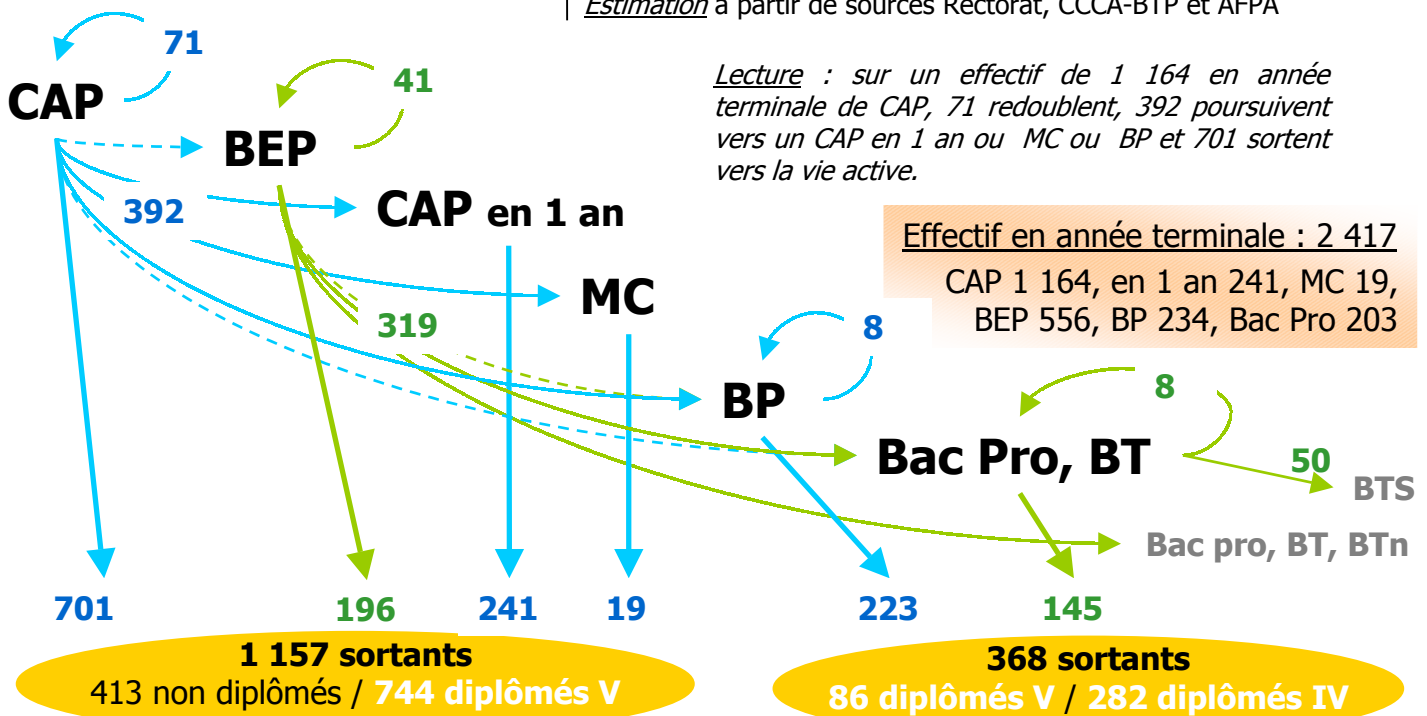 | Estimation à partir de sources Rectorat, CCCA-BTP et AFPA
71
CAP
41
BEP
Lecture : sur un effectif de 1 164 en année
terminale de CAP, 71 redoublent, 392 poursuivent
vers un CAP en 1 an ou MC ou BP et 701 sortent
vers la vie active.
392
CAP en 1 an
Effectif en année terminale : 2 417
CAP 1 164, en 1 an 241, MC 19,
BEP 556, BP 234, Bac Pro 203
MC
319
8
BP
8
Bac Pro, BT
50
BTS
Bac pro, BT, BTn
701
196
241
19
223
145
1 157 sortants
413 non diplômés / 744 diplômés V
368 sortants
86 diplômés V / 282 diplômés IV